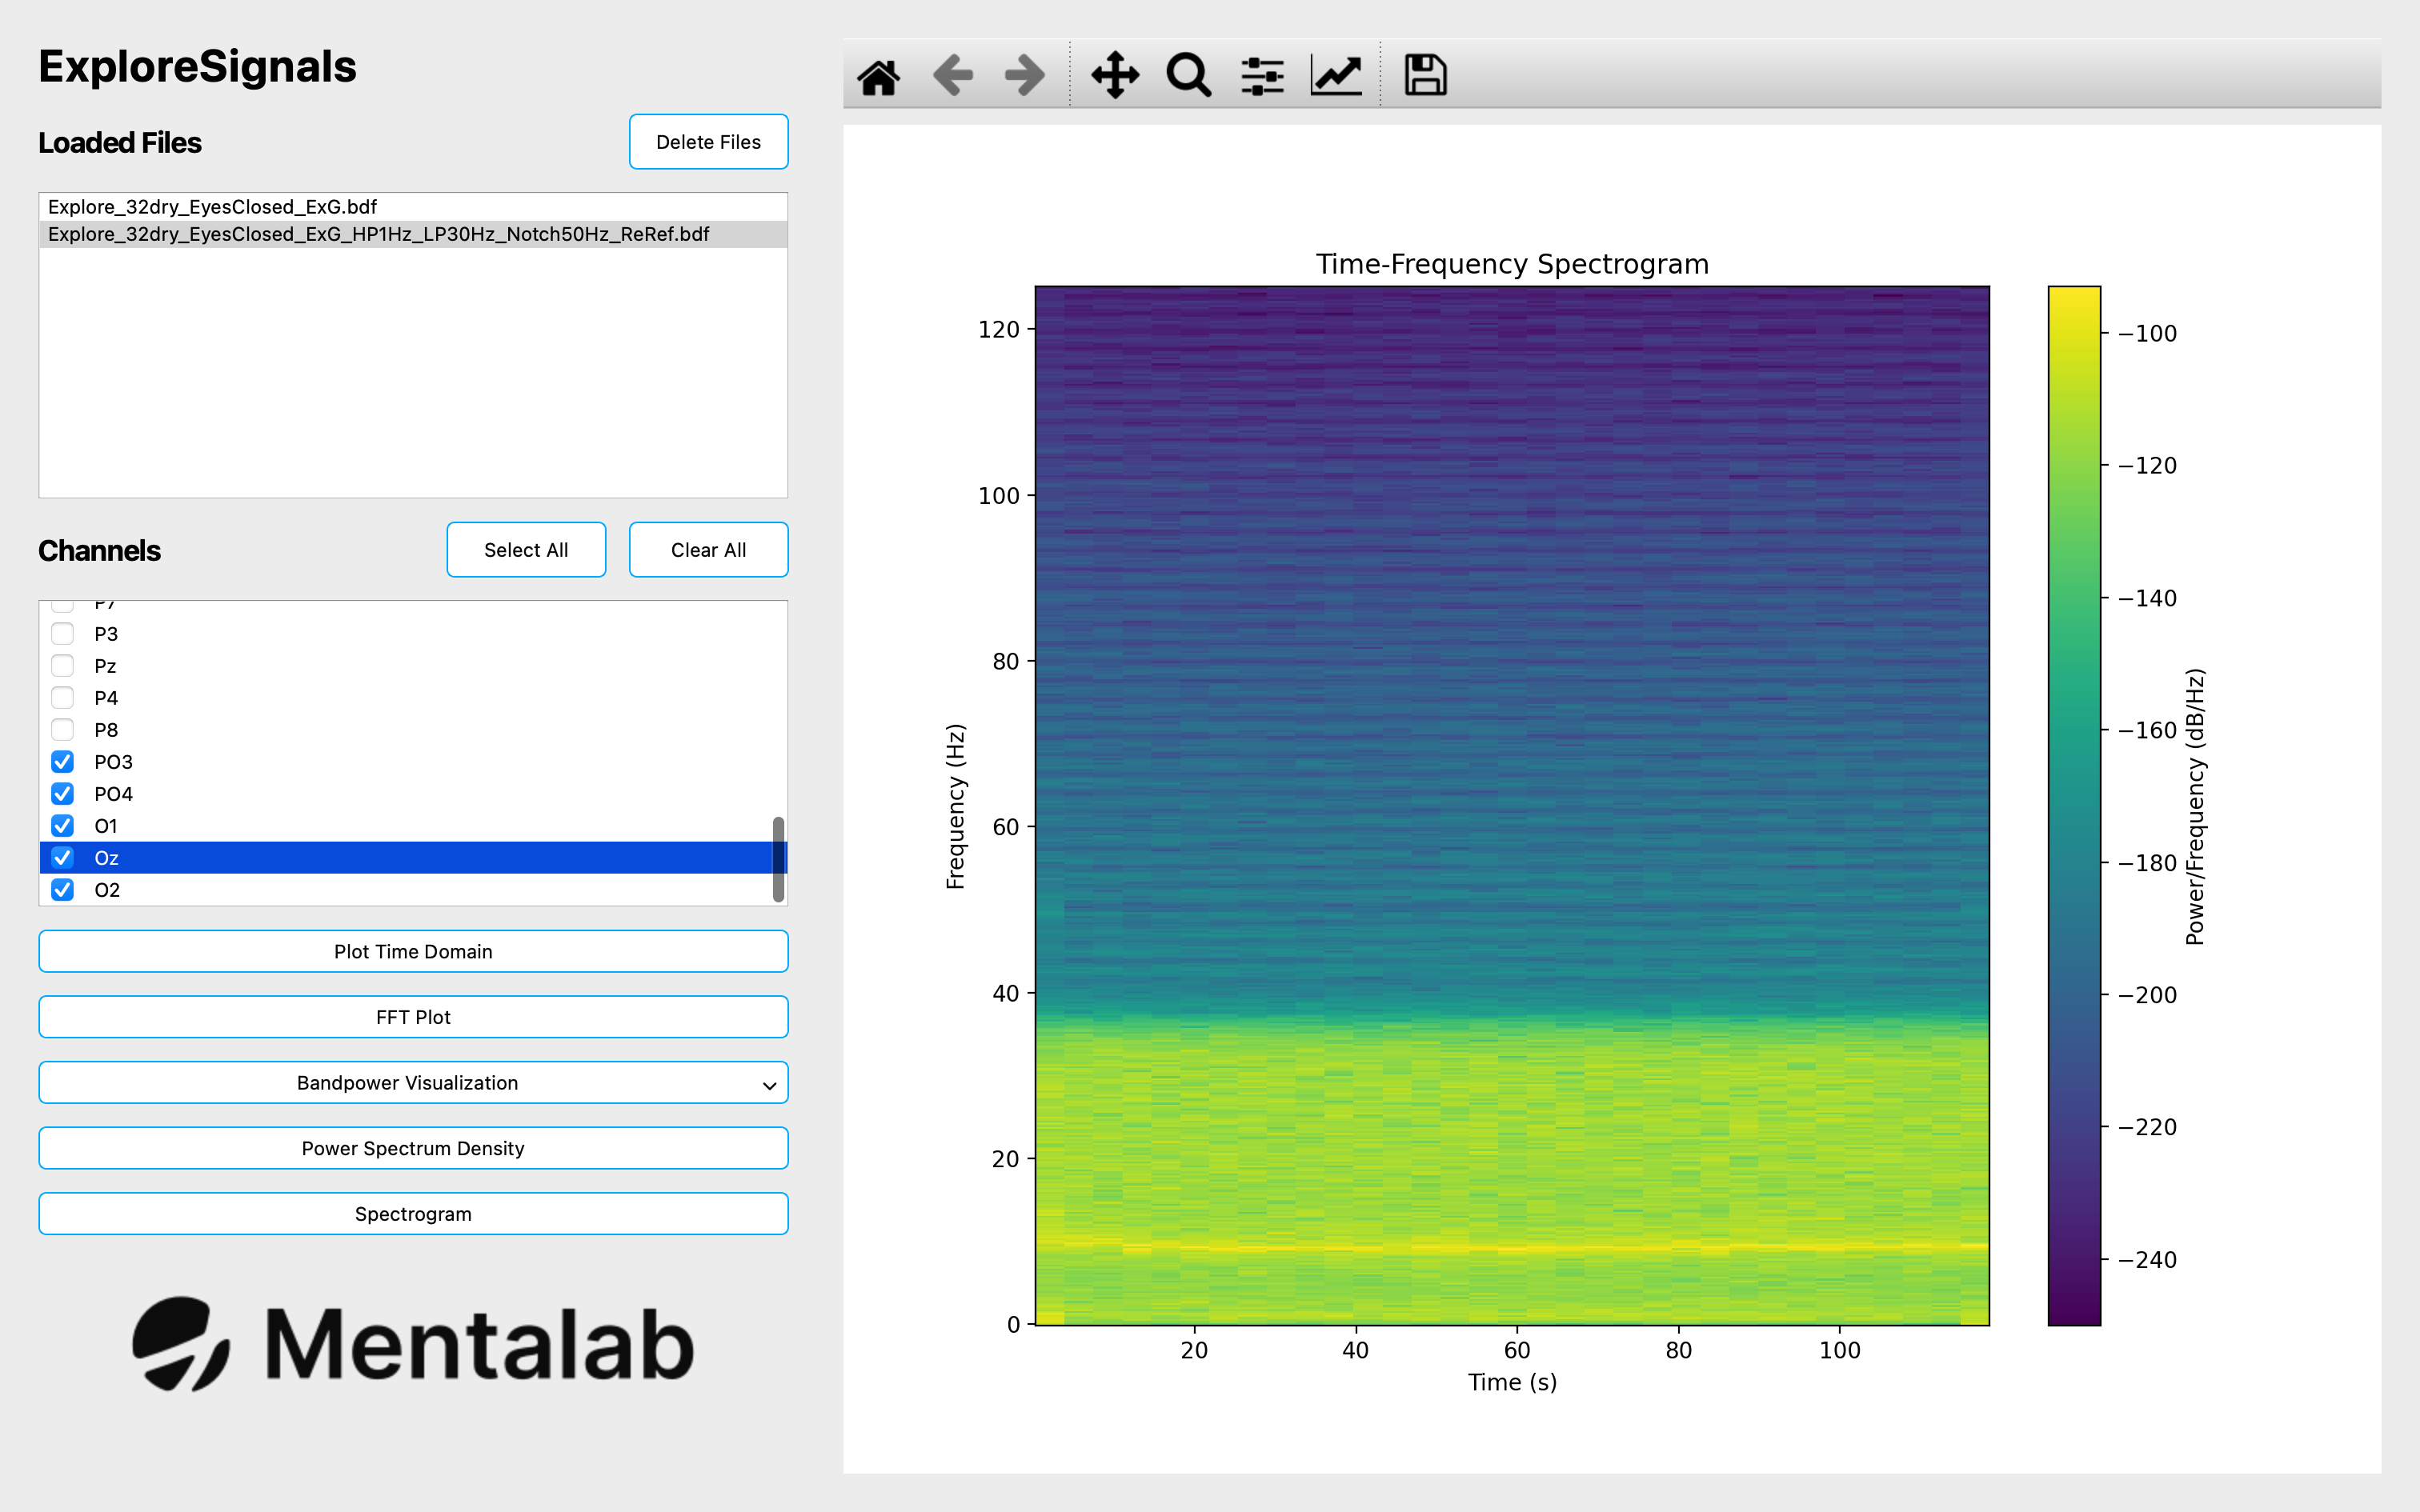 ExploreSignals
Loaded Files
Delete Files
Explore_32dry_EyesClosed_ExG.bdf
Explore_32dry_EyesClosed_ExG_HP1Hz_LP30Hz_Notch50Hz_ReRef.bdf
Channels
Select All
Clear All
P7
P3
Pz
P4
P8
PO3
PO4
O1
Oz
O2
Plot Time Domain
FFT Plot
Bandpower Visualization
Power Spectrum Density
Spectrogram
Mentalab
Time-Frequency Spectrogram
Frequency (Hz)
120
100
80
60
40
20
0
20 40 60 80 100
Time (s)
−100
−120
−140
−160
−180
−200
−220
−240
Power/Frequency (dB/Hz)